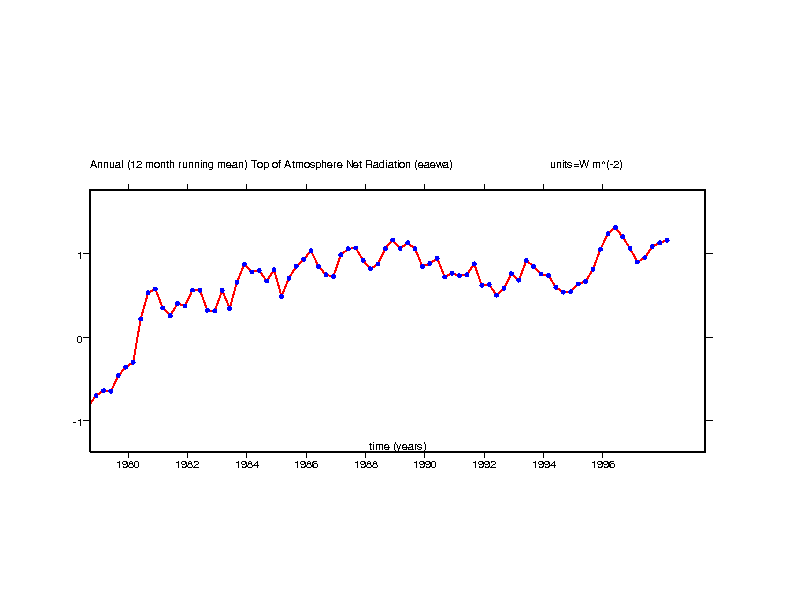 Annual (12 month running mean) Top of Atmosphere Net Radiation (eaewa) units=W m^(-2)
1
0
-1
time (years)
1980 1982 1984 1986 1988 1990 1992 1994 1996